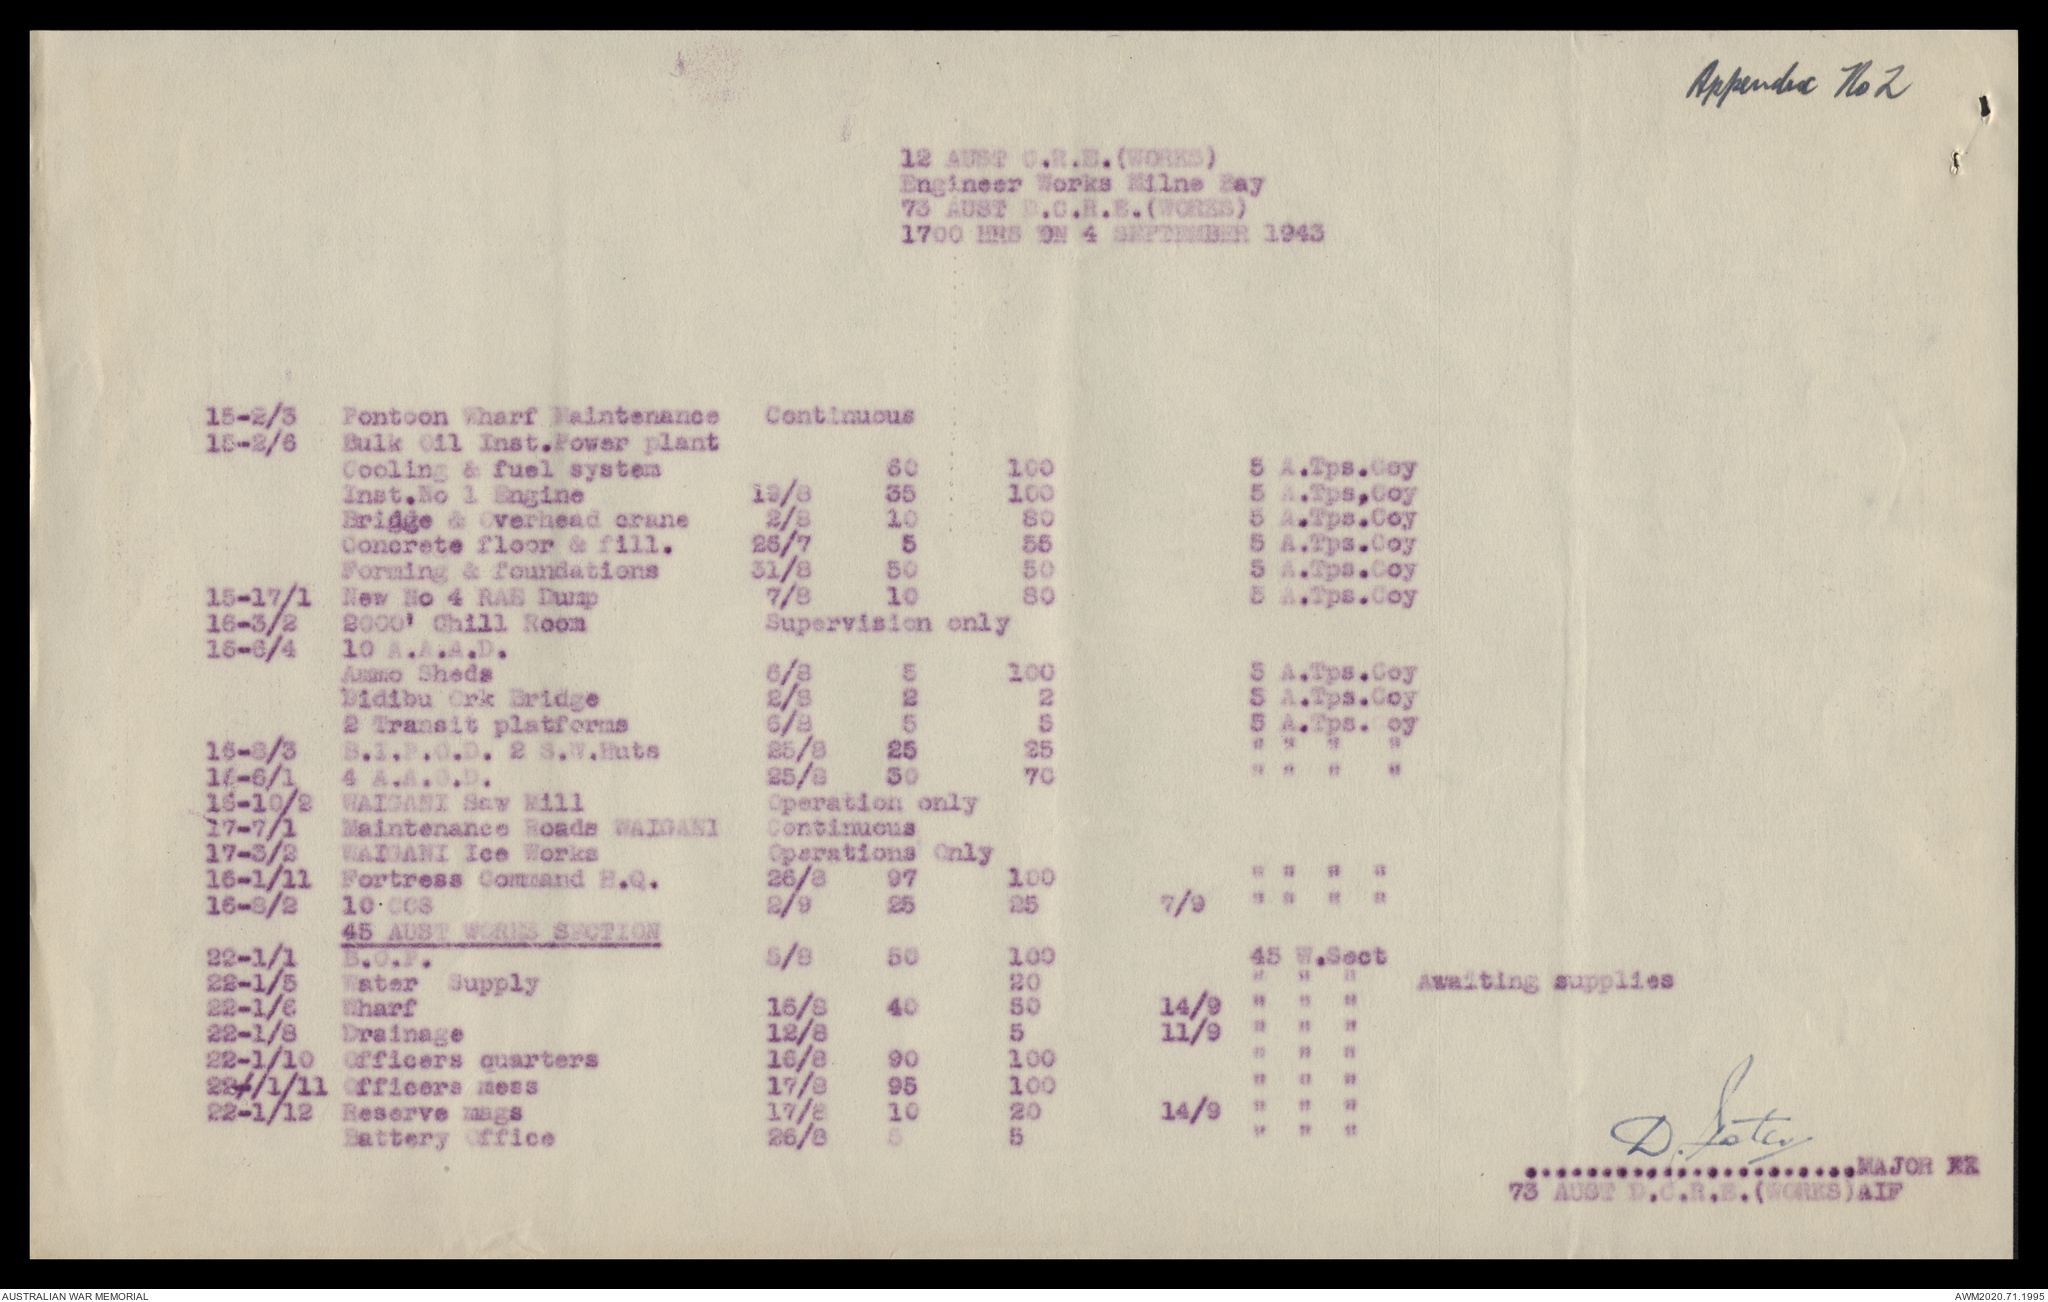 Appendix No 2
12 AUST C.R.E.(WORKS)
Engineer Works Milne Bay
73 AUST D.C.R.E.(WORKS)
1700 HRS ON 4 SEPTEMBER 1943
15-2/3 Pontoon Wharf Maintenance Continuous
15-2/6 Bulk Oil Inst.Power plant
Cooling & fuel system 60 100 5 A.Tps.Coy
Inst.No 1 Engine 19/8 35 100 5 A.Tps,Coy
Bridge & Overhead crane 2/8 10 80 5 A.Tps.Coy
Concrete floor & fill. 26/7 5 55 5 A.Tps.Coy
Forming & foundations 31/8 50 50 5 A.Tps.Coy
15-17/1 New No 4 RAE Dump 7/8 10 80 5 A.Tps.Coy
16-3/2 2000' Chill Room Supervision only
16-6/4 10 A.A.A.D.
Ammo Sheds 6/8 5 100 5 A.Tps.Coy
Didibu Crk Bridge 2/8 2 2 5 A.Tps.Coy
2 Transit platforms 6/8 5 5 5 A.Tps. oy
16-8/3 B.I.P.O.D. 2 S.W.Huts 25/8 25 25 " " " "
16-6/1 4 A.A.O.D. 25/8 30 70 " " " "
16-10/2 WAIGANI Saw Mill Operation only
17-7/1 Maintenance Roads WAIGANI Continuous
17-3/2 WAIGANI Ice Works Operations Only
16-1/11 Fortress Command H.Q. 26/8 97 100 " " " "
16-8/2 10 CCS 2/9 25 25 7/9 " " " "
45 AUST WORKS SECTION
22-1/1 B.O.P. 5/8 50 100 45 W.Sect
22-1/5 Water Supply 20 " " " Awaiting supplies
22-1/6 Wharf 16/8 40 50 14/9 " " "
22-1/8 Drainage 12/8 5 11/9 " " "
22-1/10 Officers quarters 16/8 90 100 " " "
22-/1/11 Officers mess 17/8 95 100 " " "
22-1/12 Reserve mags 17/8 10 20 14/9 " " "
Battery Office 26/8 5 5 " " "
D.
.....................MAJOR
73 AUST D.C.R.E.(WORKS)AIF
AUSTRALIAN WAR MEMORIAL
AWM2020.71.1995